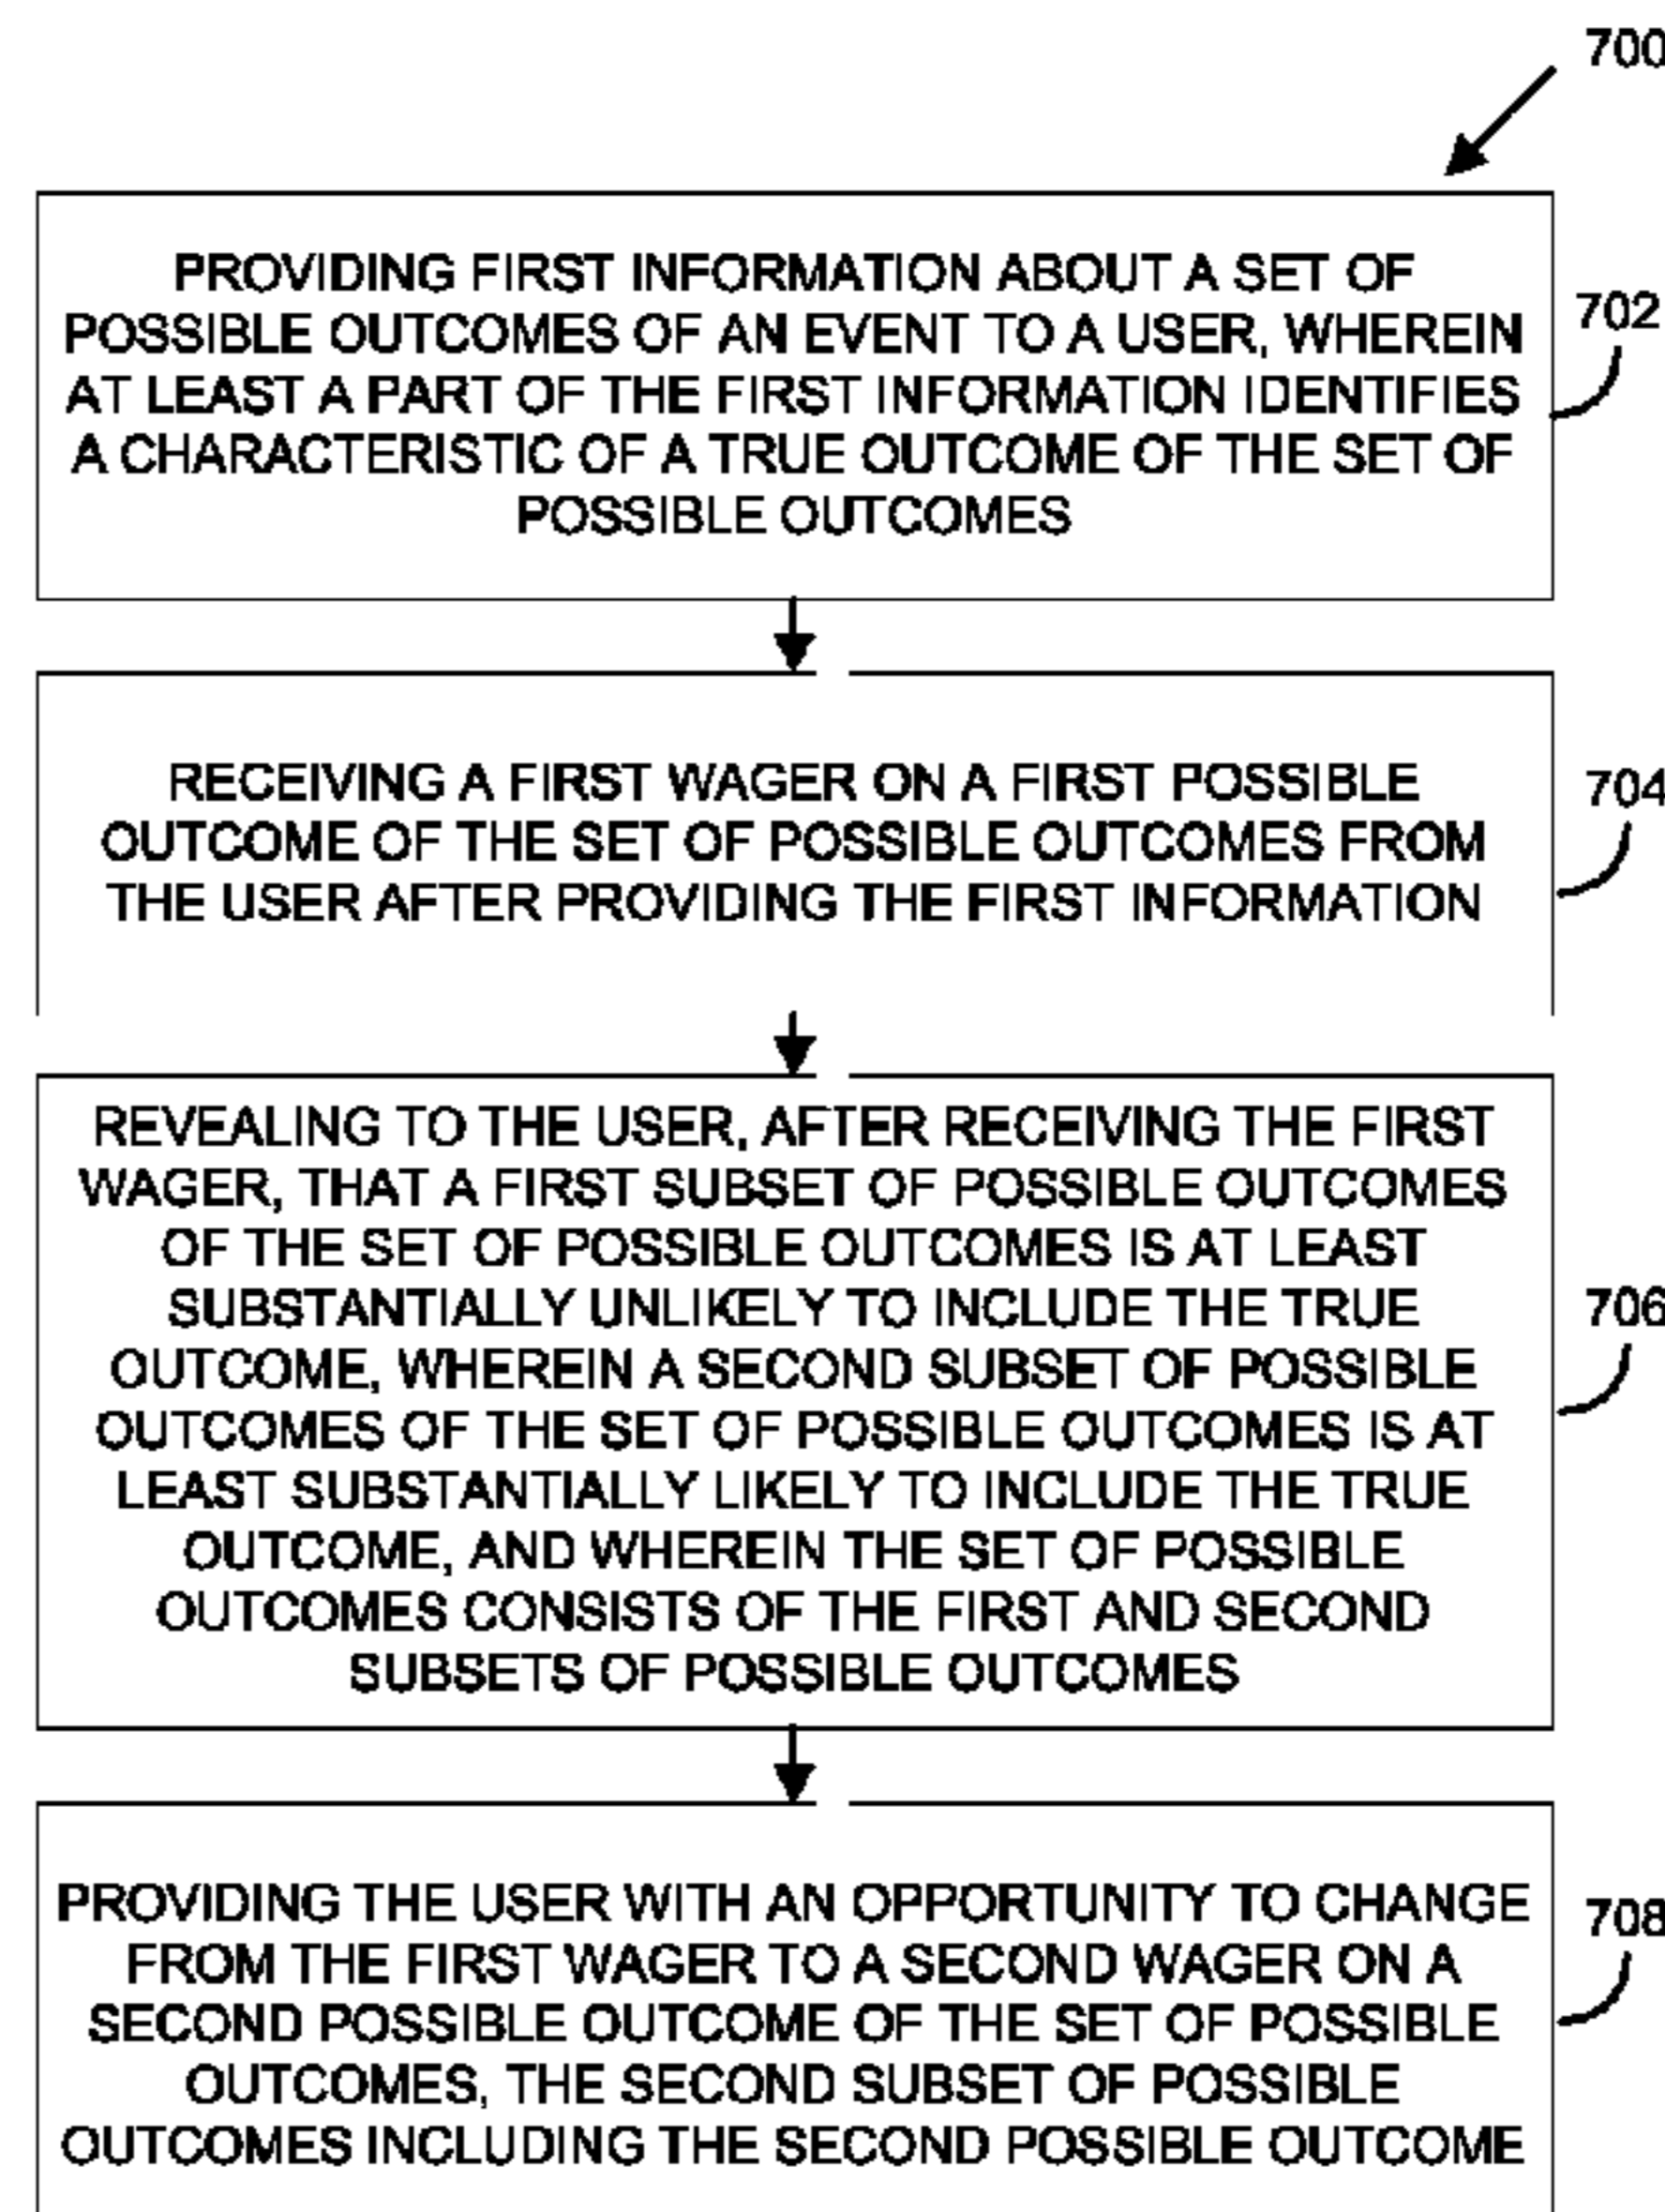 700
PROVIDING FIRST INFORMATION ABOUT A SET OF
POSSIBLE OUTCOMES OF AN EVENT TO A USER, WHEREIN
AT LEAST A PART OF THE FIRST INFORMATION IDENTIFIES
A CHARACTERISTIC OF A TRUE OUTCOME OF THE SET OF
POSSIBLE OUTCOMES
702
RECEIVING A FIRST WAGER ON A FIRST POSSIBLE
OUTCOME OF THE SET OF POSSIBLE OUTCOMES FROM
THE USER AFTER PROVIDING THE FIRST INFORMATION
704
REVEALING TO THE USER, AFTER RECEIVING THE FIRST
WAGER, THAT A FIRST SUBSET OF POSSIBLE OUTCOMES
OF THE SET OF POSSIBLE OUTCOMES IS AT LEAST
SUBSTANTIALLY UNLIKELY TO INCLUDE THE TRUE
OUTCOME, WHEREIN A SECOND SUBSET OF POSSIBLE
OUTCOMES OF THE SET OF POSSIBLE OUTCOMES IS AT
LEAST SUBSTANTIALLY LIKELY TO INCLUDE THE TRUE
OUTCOME, AND WHEREIN THE SET OF POSSIBLE
OUTCOMES CONSISTS OF THE FIRST AND SECOND
SUBSETS OF POSSIBLE OUTCOMES
706
PROVIDING THE USER WITH AN OPPORTUNITY TO CHANGE
FROM THE FIRST WAGER TO A SECOND WAGER ON A
SECOND POSSIBLE OUTCOME OF THE SET OF POSSIBLE
OUTCOMES, THE SECOND SUBSET OF POSSIBLE
OUTCOMES INCLUDING THE SECOND POSSIBLE OUTCOME
708